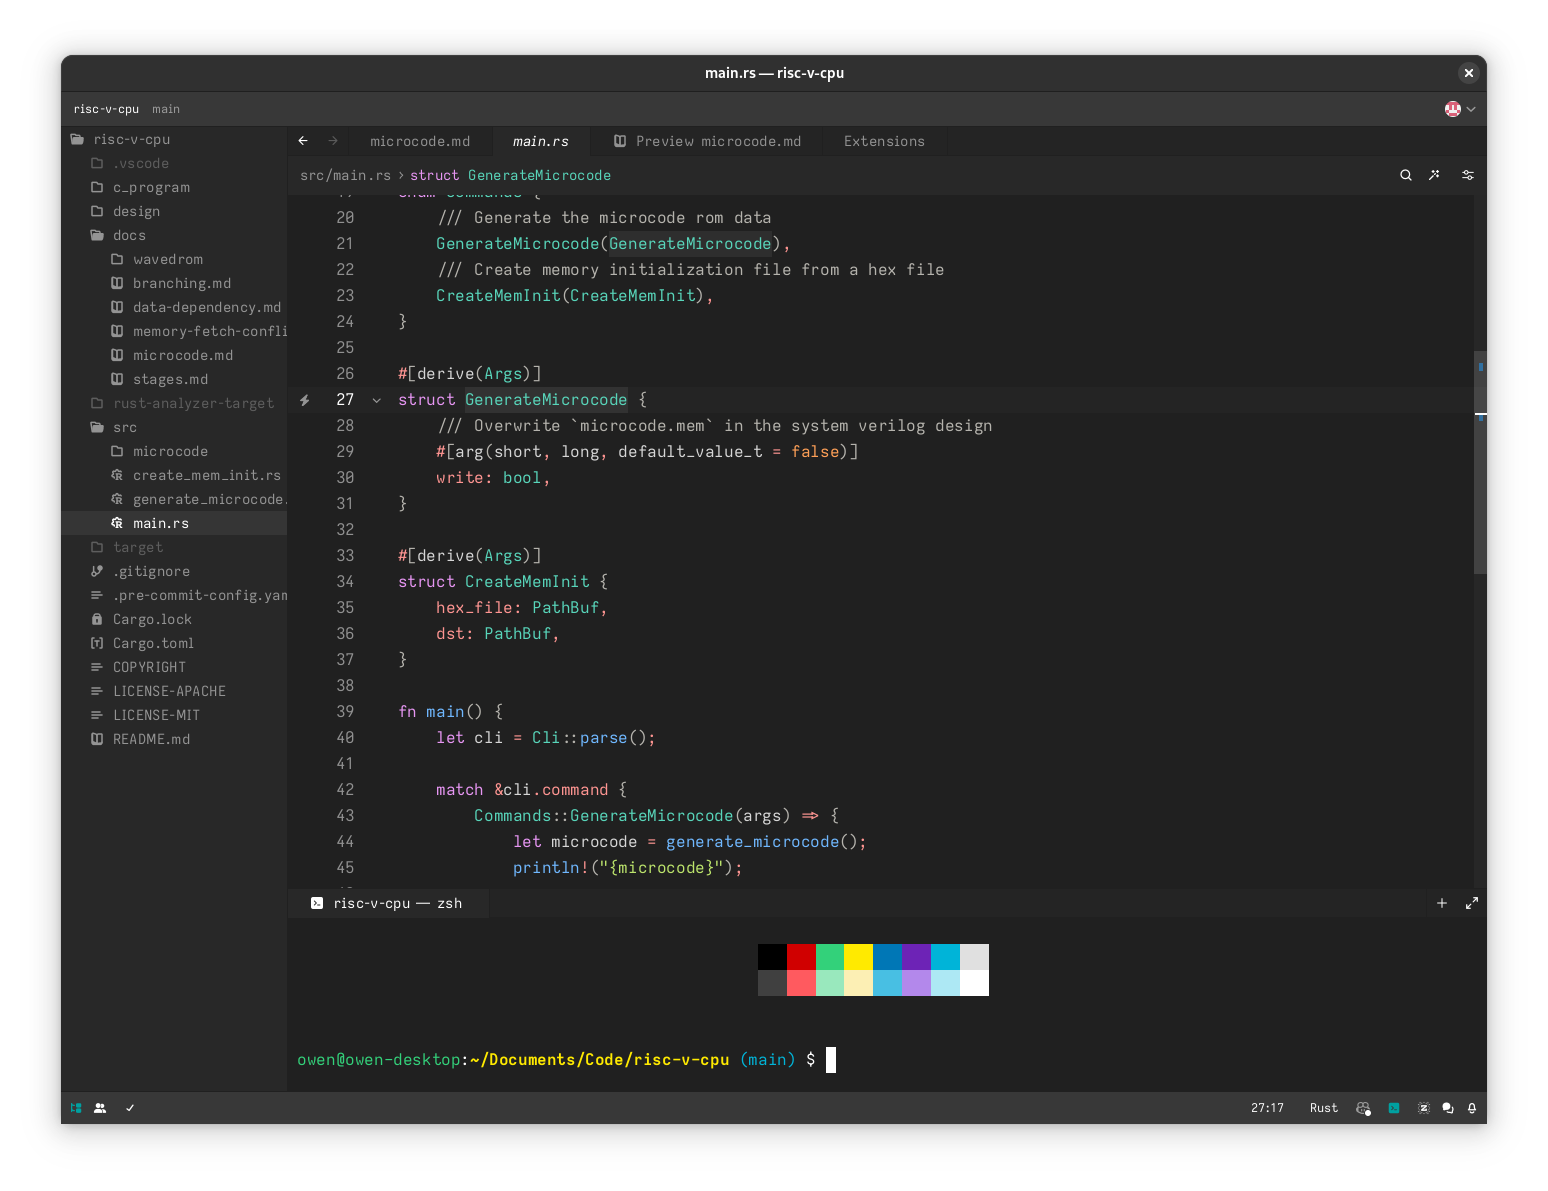 main.rs — risc-v-cpu
risc-v-cpu main
risc-v-cpu
.vscode
c_program
design
docs
wavedrom
branching.md
data-dependency.md
memory-fetch-confli
microcode.md
stages.md
rust-analyzer-target
src
microcode
create_mem_init.rs
generate_microcode.
main.rs
target
.gitignore
.pre-commit-config.yam
Cargo.lock
Cargo.toml
COPYRIGHT
LICENSE-APACHE
LICENSE-MIT
README.md
microcode.md main.rs Preview microcode.md Extensions
src/main.rs › struct GenerateMicrocode
19 enum Commands {
20 /// Generate the microcode rom data
21 GenerateMicrocode(GenerateMicrocode),
22 /// Create memory initialization file from a hex file
23 CreateMemInit(CreateMemInit),
24 }
25
26 #[derive(Args)]
27 struct GenerateMicrocode {
28 /// Overwrite `microcode.mem` in the system verilog design
29 #[arg(short, long, default_value_t = false)]
30 write: bool,
31 }
32
33 #[derive(Args)]
34 struct CreateMemInit {
35 hex_file: PathBuf,
36 dst: PathBuf,
37 }
38
39 fn main() {
40 let cli = Cli::parse();
41
42 match &cli.command {
43 Commands::GenerateMicrocode(args) => {
44 let microcode = generate_microcode();
45 println!("{microcode}");
risc-v-cpu — zsh
owen@owen-desktop:~/Documents/Code/risc-v-cpu (main) $
27:17 Rust